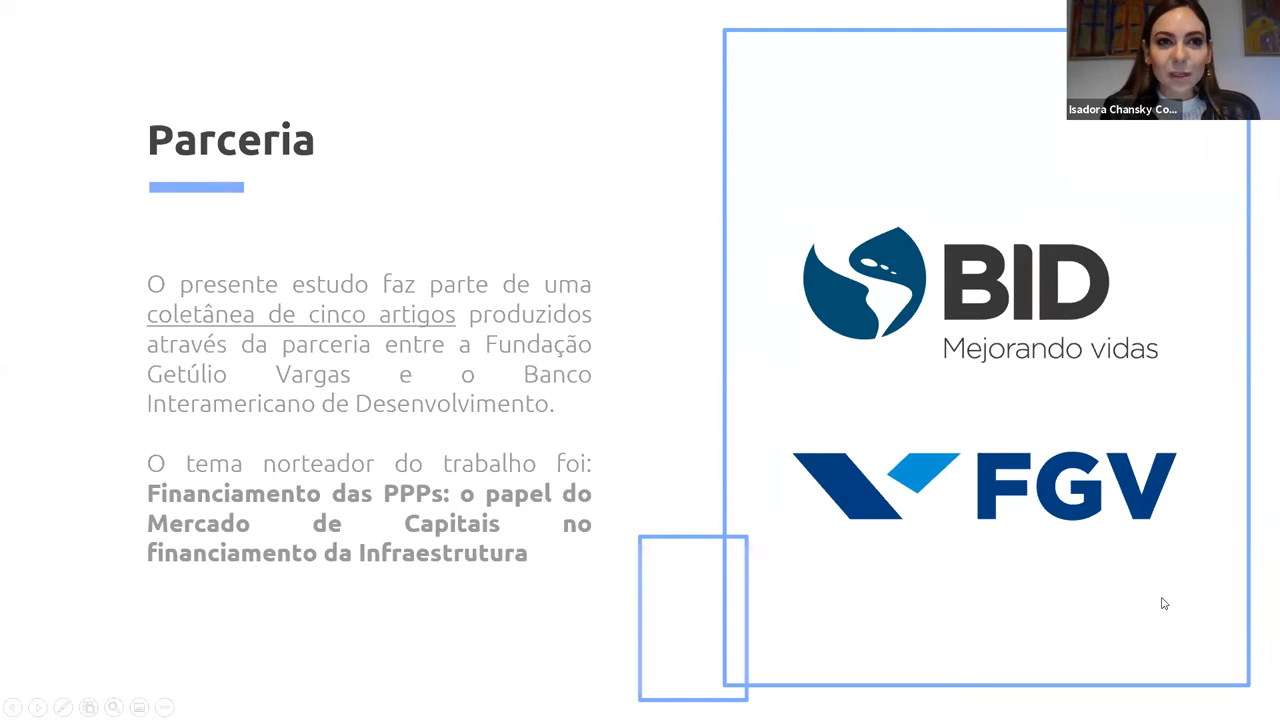 Isadora Chansky Co...
Parceria
O presente estudo faz parte de uma
coletânea de cinco artigos produzidos
através da parceria entre a Fundação
Getúlio Vargas e o Banco
Interamericano de Desenvolvimento.
O tema norteador do trabalho foi:
Financiamento das PPPs: o papel do
Mercado de Capitais no
financiamento da Infraestrutura
BID
Mejorando vidas
FGV